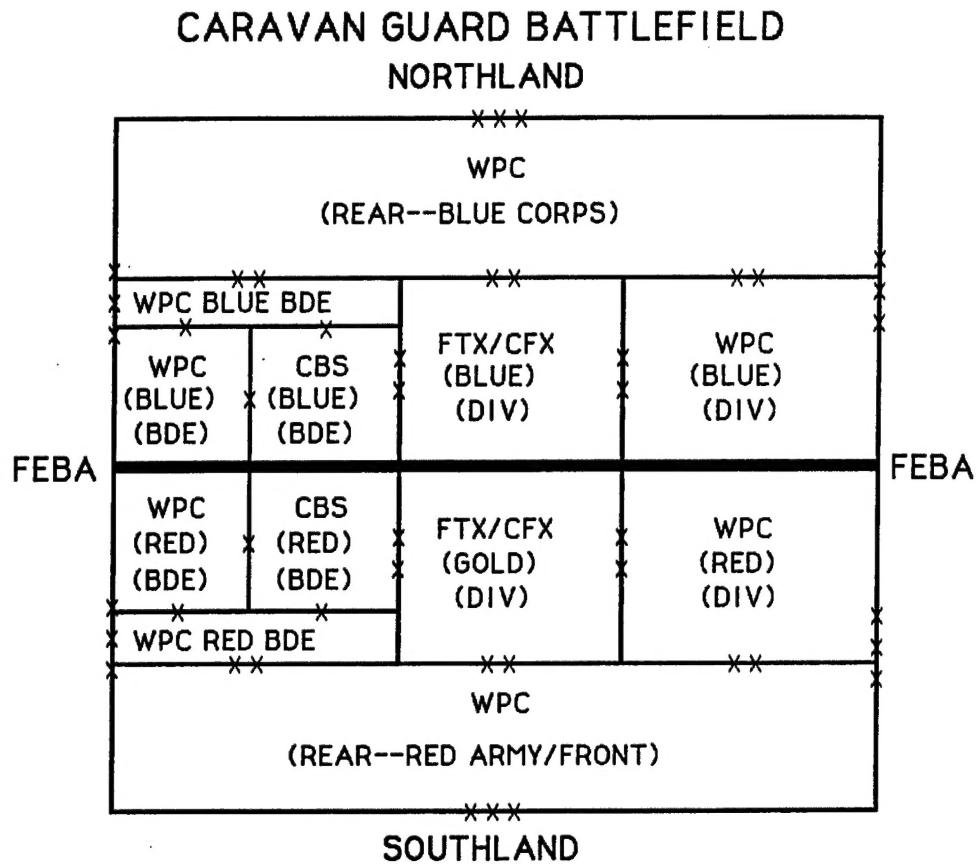 CARAVAN GUARD BATTLEFIELD
NORTHLAND
XXX
WPC
(REAR--BLUE CORPS)
XX
XX
XX
WPC BLUE BDE
X
X
WPC
(BLUE)
(BDE)
CBS
(BLUE)
(BDE)
FTX/CFX
(BLUE)
(DIV)
WPC
(BLUE)
(DIV)
FEBA
FEBA
WPC
(RED)
(BDE)
CBS
(RED)
(BDE)
FTX/CFX
(GOLD)
(DIV)
WPC
(RED)
(DIV)
X
X
WPC RED BDE
XX
XX
XX
WPC
(REAR--RED ARMY/FRONT)
XXX
SOUTHLAND